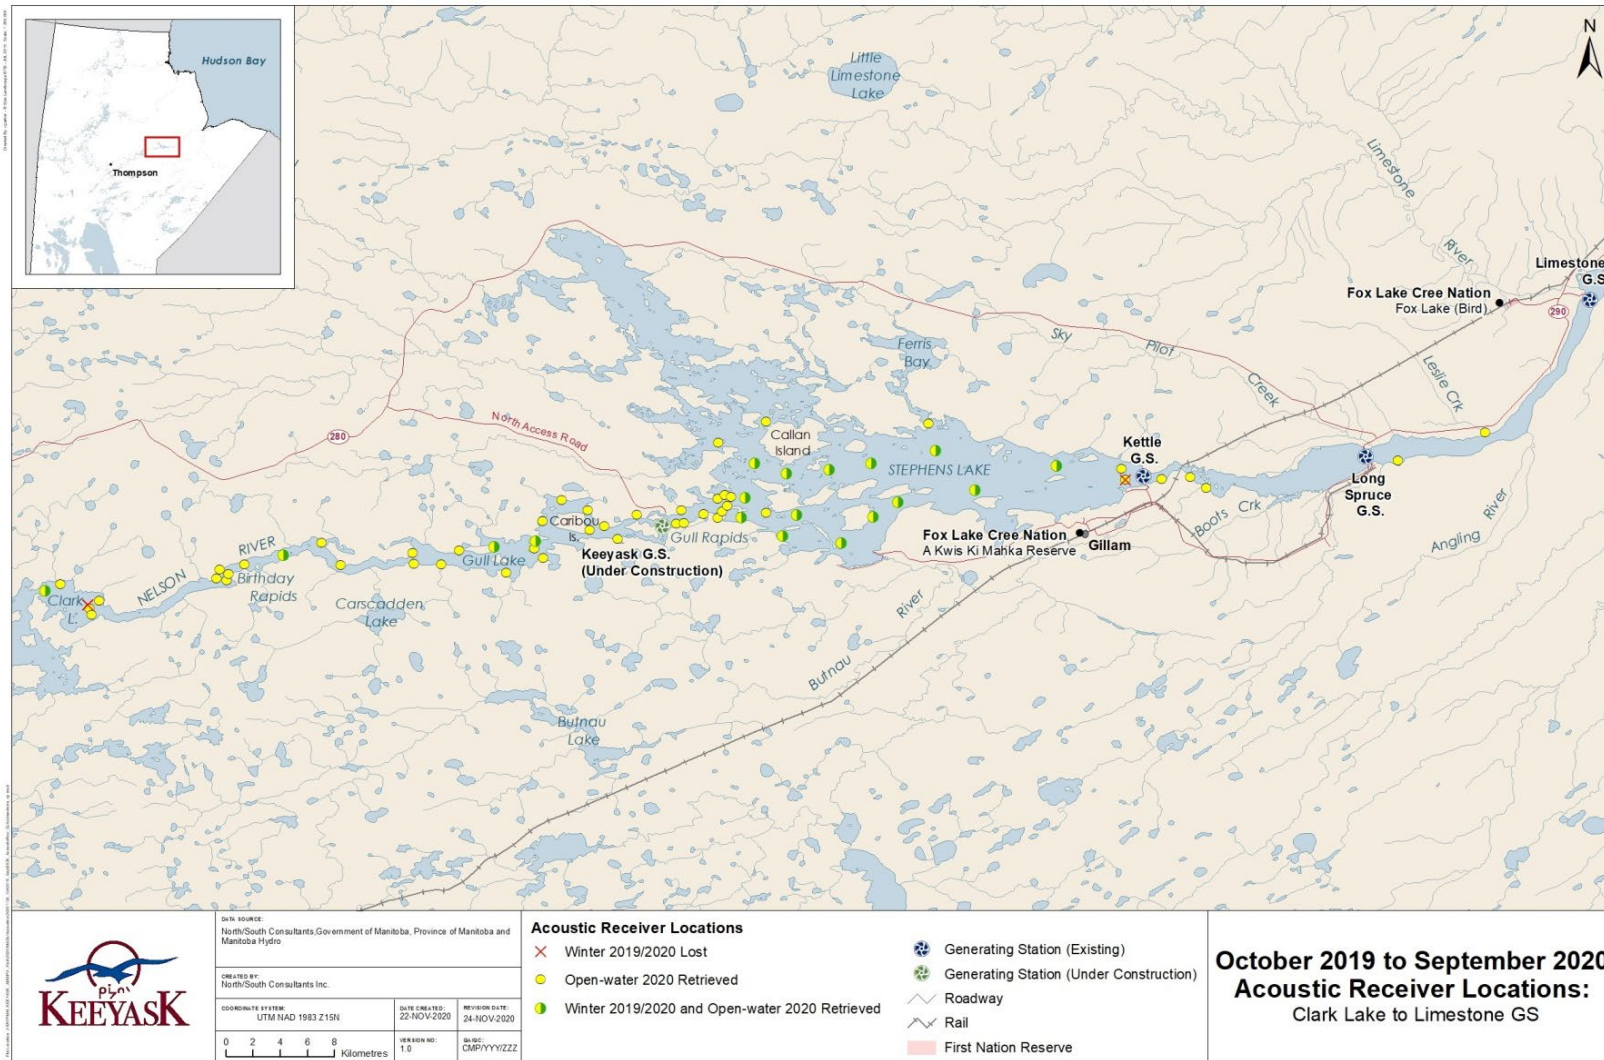 Hudson Bay
Thompson
N
Little
Limestone
Lake
Limestone
River
Limestone
G.S
Fox Lake Cree Nation
Fox Lake (Bird)
290
Sky
Pilot
Creek
Leslie Crk
Ferris
Bay
North Access Road
280
Callan
Island
STEPHENS LAKE
Kettle
G.S.
Long
Spruce
G.S.
Boots Crk
Angling
River
Fox Lake Cree Nation
A Kwis Ki Mahka Reserve
Gillam
Caribou
Is.
Gull Rapids
Keeyask G.S.
(Under Construction)
Gull Lake
NELSON
RIVER
Birthday
Rapids
Clark
L.
Carscadden
Lake
Butnau
River
Butnau
Lake
KEEYASK
DATA SOURCE:
North/South Consultants,Government of Manitoba, Province of Manitoba and
Manitoba Hydro
CREATED BY:
North/South Consultants Inc.
COORDINATE SYSTEM:
UTM NAD 1983 Z15N
DATE CREATED:
22-NOV-2020
REVISION DATE:
24-NOV-2020
0 2 4 6 8
Kilometres
VERSION NO:
1.0
QA/QC:
CMP/YYY/ZZZ
Acoustic Receiver Locations
Winter 2019/2020 Lost
Open-water 2020 Retrieved
Winter 2019/2020 and Open-water 2020 Retrieved
Generating Station (Existing)
Generating Station (Under Construction)
Roadway
Rail
First Nation Reserve
October 2019 to September 2020
Acoustic Receiver Locations:
Clark Lake to Limestone GS